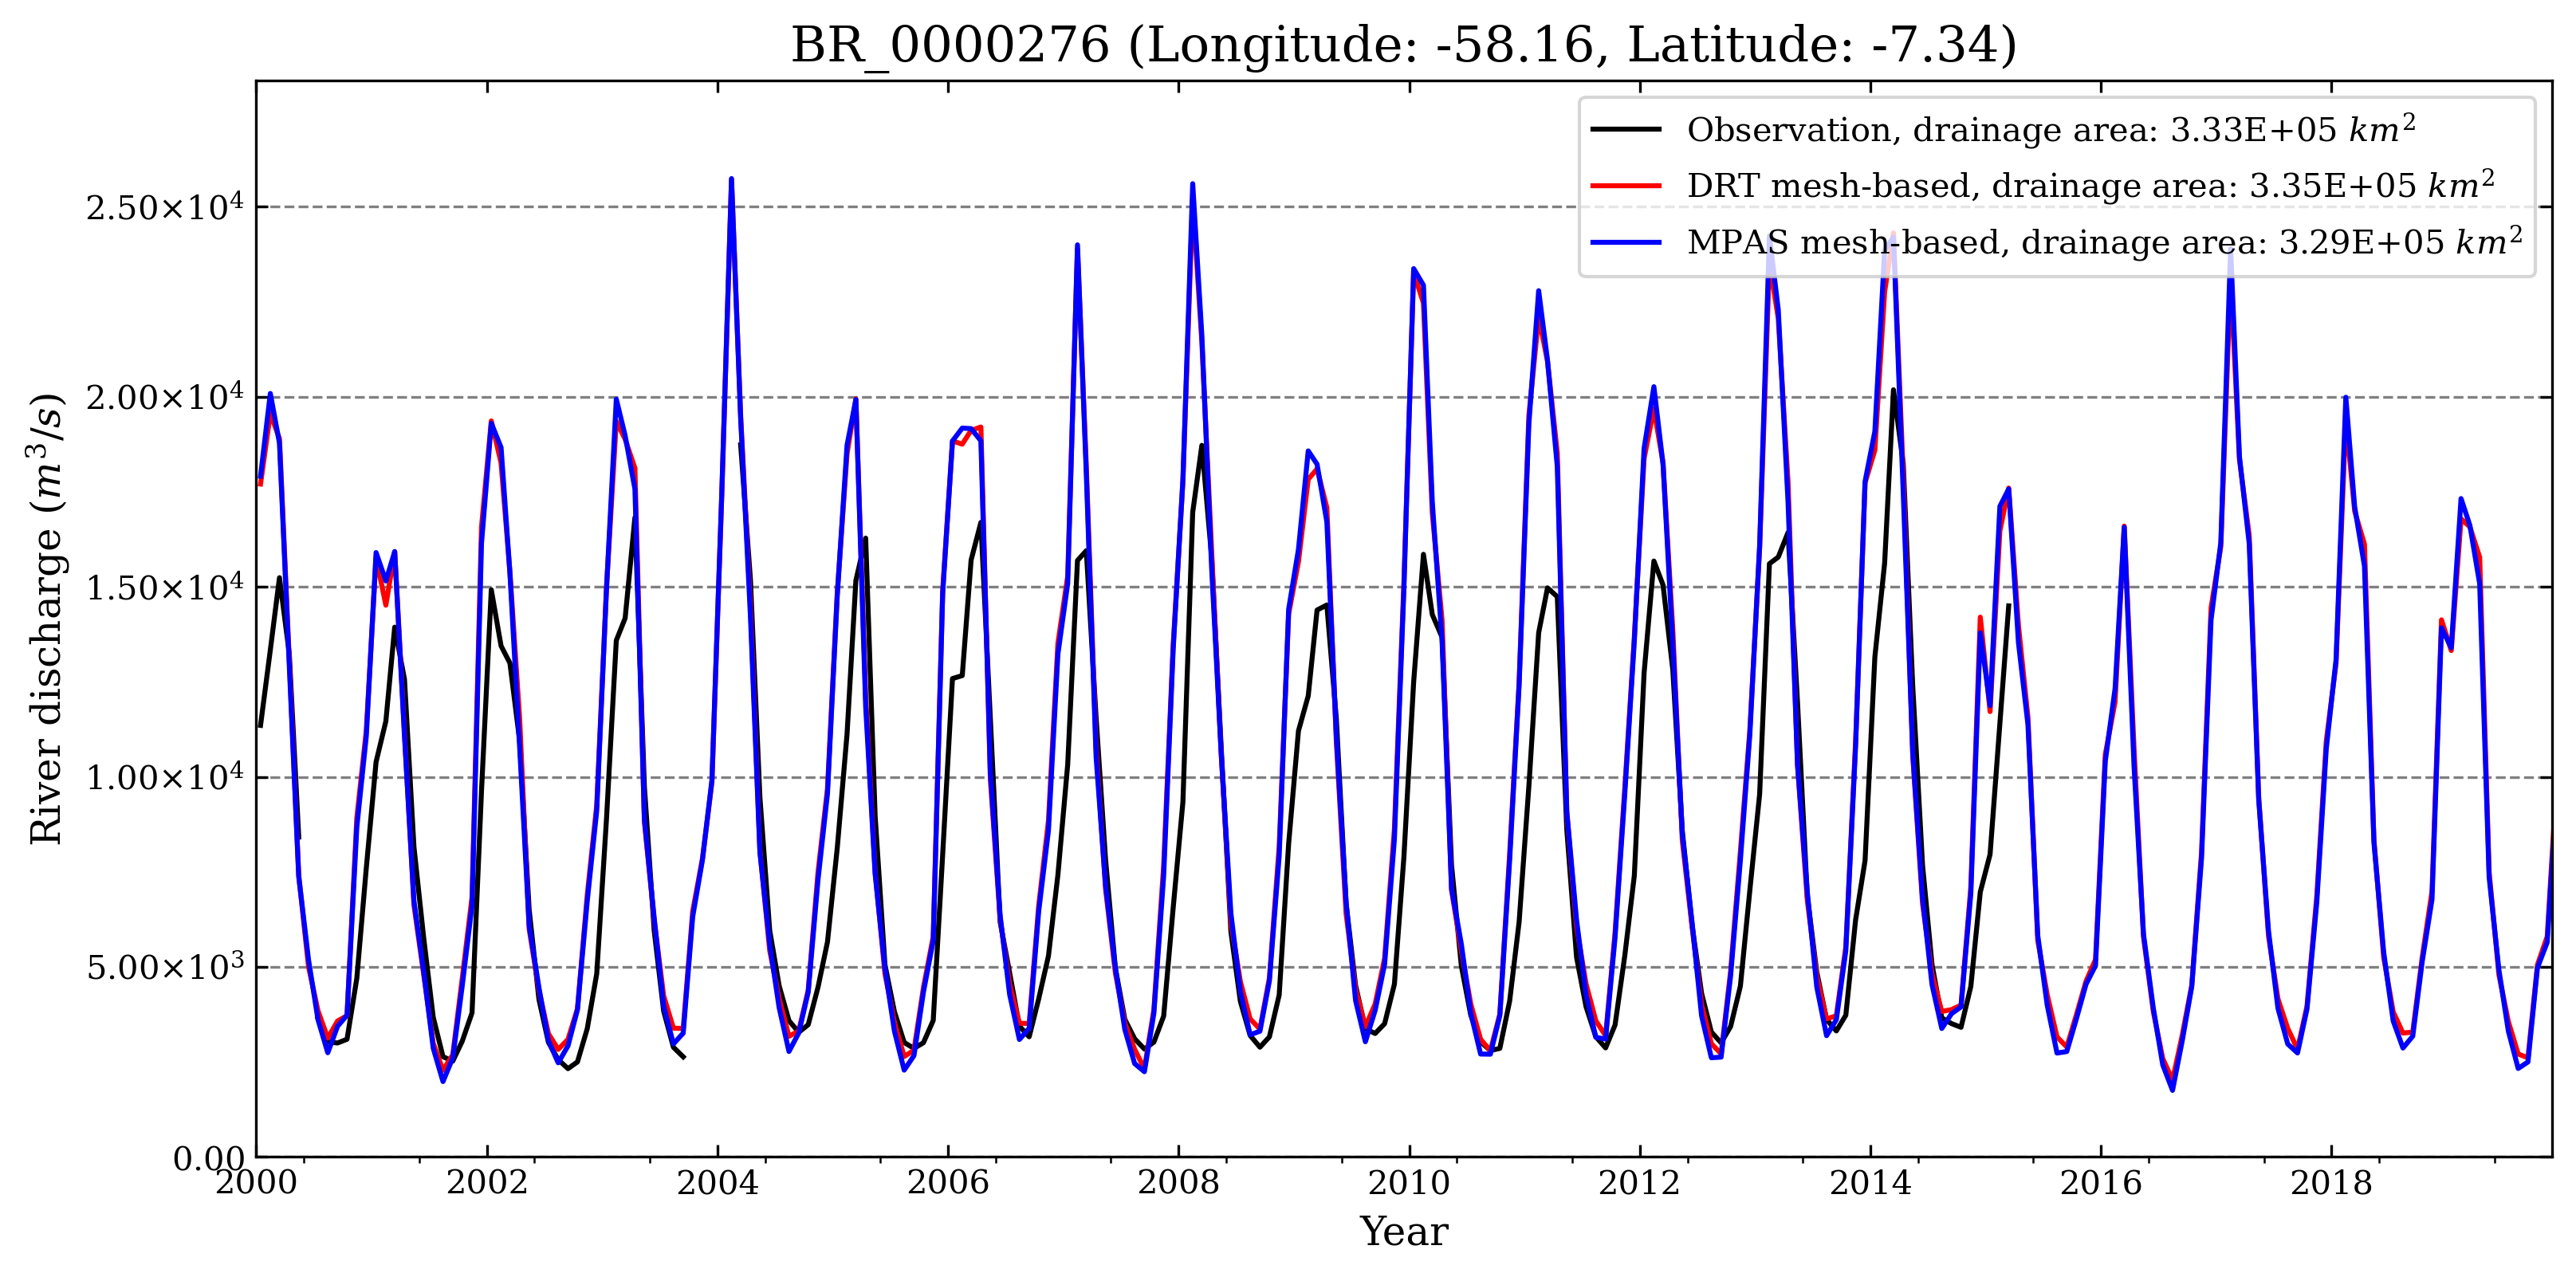 BR_0000276 (Longitude: -58.16, Latitude: -7.34)
Observation, drainage area: 3.33E+05 km²
DRT mesh-based, drainage area: 3.35E+05 km²
MPAS mesh-based, drainage area: 3.29E+05 km²
River discharge (m³/s)
2.50×10⁴
2.00×10⁴
1.50×10⁴
1.00×10⁴
5.00×10³
0.00
2000 2002 2004 2006 2008 2010 2012 2014 2016 2018
Year